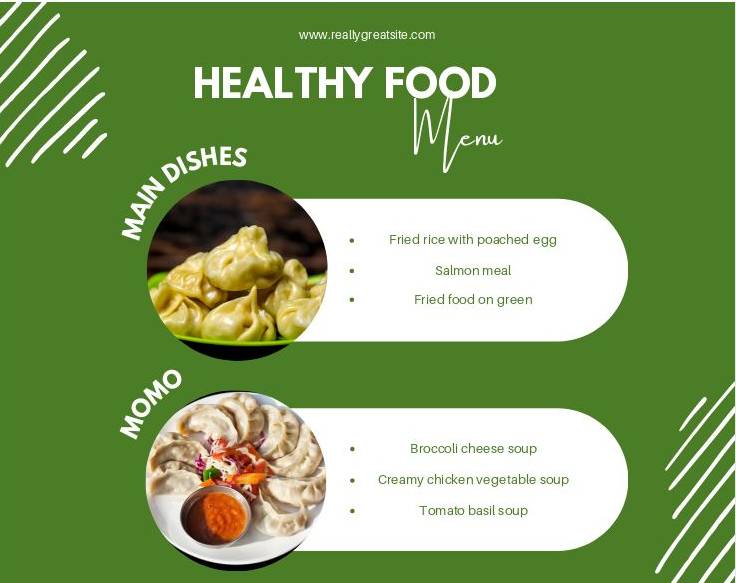 www.reallygreatsite.com
HEALTHY FOOD
Menu
MAIN DISHES
• Fried rice with poached egg
• Salmon meal
• Fried food on green
MOMO
• Broccoli cheese soup
• Creamy chicken vegetable soup
• Tomato basil soup